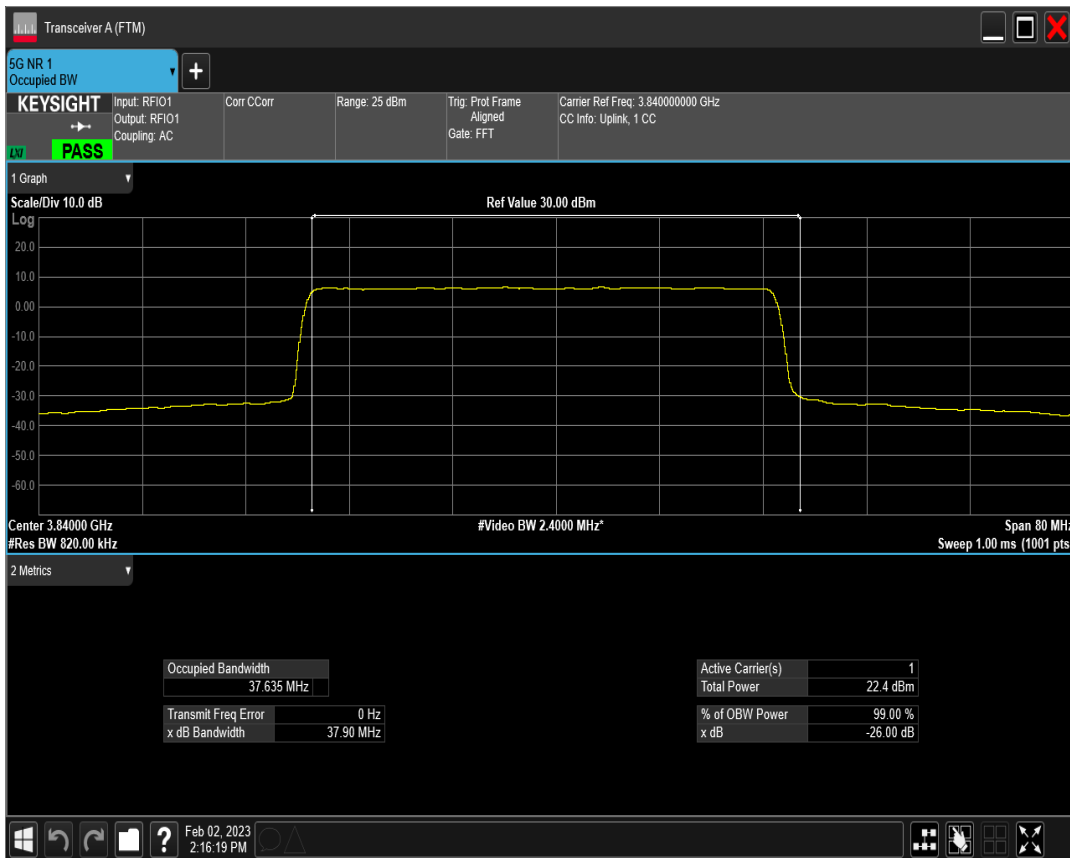 Transceiver A (FTM)
5G NR 1
Occupied BW
+
KEYSIGHT
LXI
PASS
Input: RFIO1
Output: RFIO1
Coupling: AC
Corr CCorr
Range: 25 dBm
Trig: Prot Frame
Aligned
Gate: FFT
Carrier Ref Freq: 3.840000000 GHz
CC Info: Uplink, 1 CC
1 Graph
Scale/Div 10.0 dB
Ref Value 30.00 dBm
Log
20.0
10.0
0.00
-10.0
-20.0
-30.0
-40.0
-50.0
-60.0
Center 3.84000 GHz
#Video BW 2.4000 MHz*
Span 80 MHz
#Res BW 820.00 kHz
Sweep 1.00 ms (1001 pts
2 Metrics
Occupied Bandwidth
37.635 MHz
Transmit Freq Error 0 Hz
x dB Bandwidth 37.90 MHz
Active Carrier(s) 1
Total Power 22.4 dBm
% of OBW Power 99.00 %
x dB -26.00 dB
?
Feb 02, 2023
2:16:19 PM